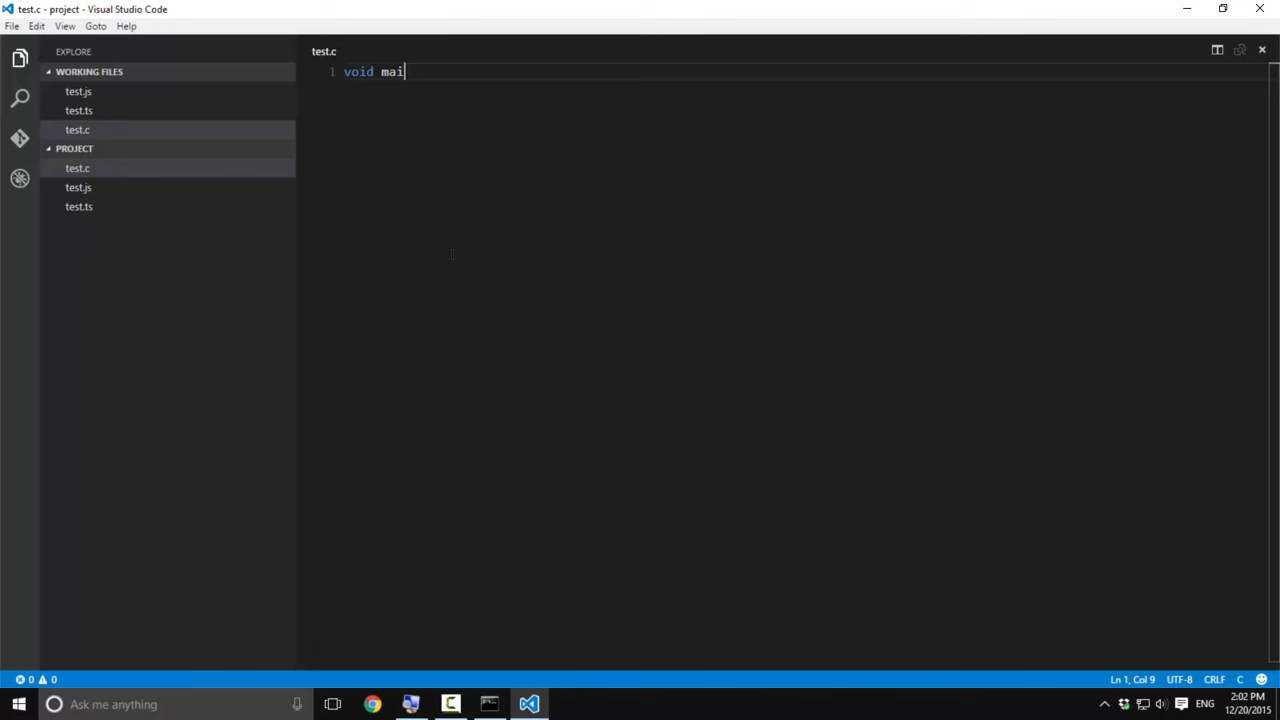 test.c - project - Visual Studio Code
File Edit View Goto Help
EXPLORE
WORKING FILES
test.js
test.ts
test.c
PROJECT
test.c
test.js
test.ts
test.c
1 void mai
0 0
Ln 1, Col 9 UTF-8 CRLF C
Ask me anything
ENG
2:02 PM
12/20/2015